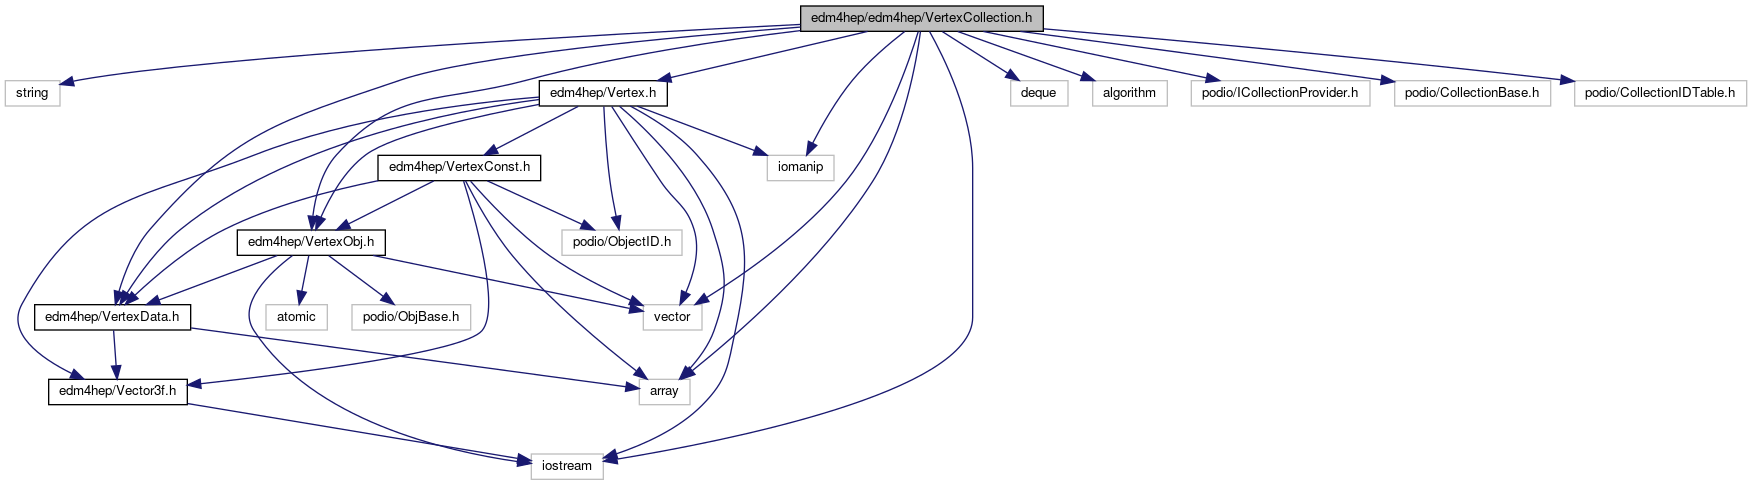 edm4hep/edm4hep/VertexCollection.h
string
edm4hep/Vertex.h
deque
algorithm
podio/ICollectionProvider.h
podio/CollectionBase.h
podio/CollectionIDTable.h
edm4hep/VertexConst.h
iomanip
edm4hep/VertexObj.h
podio/ObjectID.h
edm4hep/VertexData.h
atomic
podio/ObjBase.h
vector
edm4hep/Vector3f.h
array
iostream